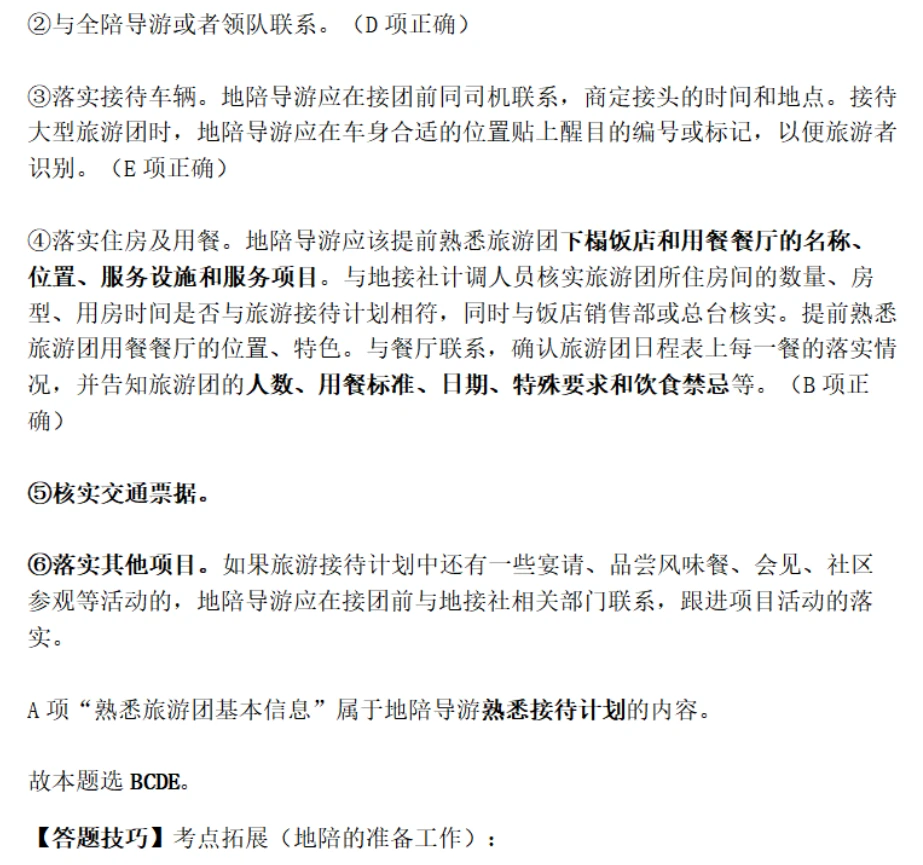 ②与全陪导游或者领队联系。（D 项正确）
③落实接待车辆。地陪导游应在接团前同司机联系，商定接头的时间和地点。接待
大型旅游团时，地陪导游应在车身合适的位置贴上醒目的编号或标记，以便旅游者
识别。（E 项正确）
④落实住房及用餐。地陪导游应该提前熟悉旅游团下榻饭店和用餐餐厅的名称、
位置、服务设施和服务项目。与地接社计调人员核实旅游团所住房间的数量、房
型、用房时间是否与旅游接待计划相符，同时与饭店销售部或总台核实。提前熟悉
旅游团用餐餐厅的位置、特色。与餐厅联系，确认旅游团日程表上每一餐的落实情
况，并告知旅游团的人数、用餐标准、日期、特殊要求和饮食禁忌等。（B 项正
确）
⑤核实交通票据。
⑥落实其他项目。如果旅游接待计划中还有一些宴请、品尝风味餐、会见、社区
参观等活动的，地陪导游应在接团前与地接社相关部门联系，跟进项目活动的落
实。
A 项“熟悉旅游团基本信息”属于地陪导游熟悉接待计划的内容。
故本题选 BCDE。
【答题技巧】考点拓展（地陪的准备工作）：